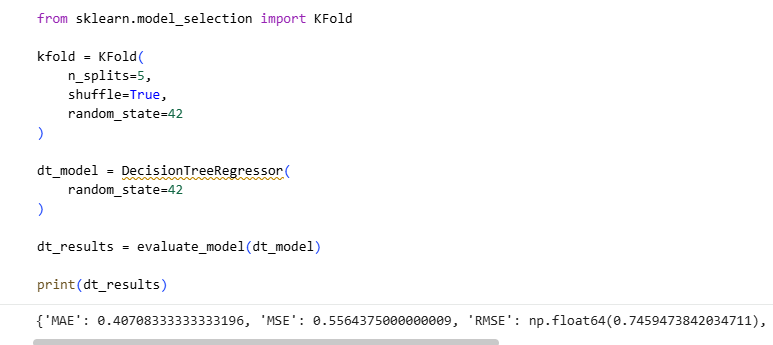 from sklearn.model_selection import KFold
kfold = KFold(
    n_splits=5,
    shuffle=True,
    random_state=42
)
dt_model = DecisionTreeRegressor(
    random_state=42
)
dt_results = evaluate_model(dt_model)
print(dt_results)
{'MAE': 0.40708333333333196, 'MSE': 0.5564375000000009, 'RMSE': np.float64(0.7459473842034711),